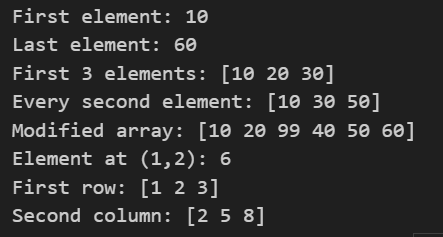 First element: 10
Last element: 60
First 3 elements: [10 20 30]
Every second element: [10 30 50]
Modified array: [10 20 99 40 50 60]
Element at (1,2): 6
First row: [1 2 3]
Second column: [2 5 8]